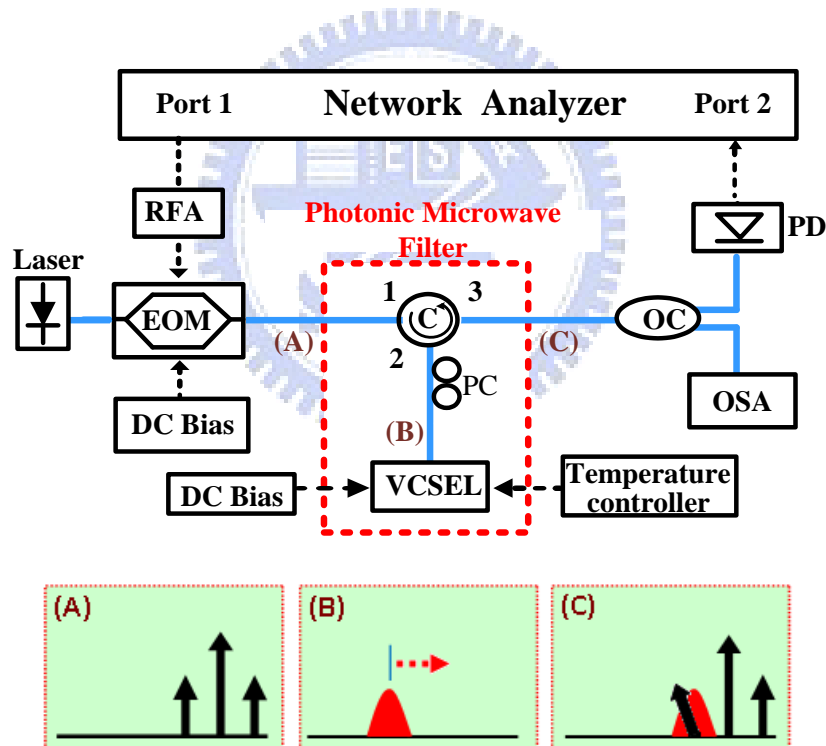 Port 1
Network Analyzer
Port 2
RFA
Photonic Microwave
Filter
PD
Laser
EOM
1
3
C
2
(A)
(C)
OC
PC
DC Bias
(B)
OSA
DC Bias
VCSEL
Temperature
controller
(A)
(B)
(C)